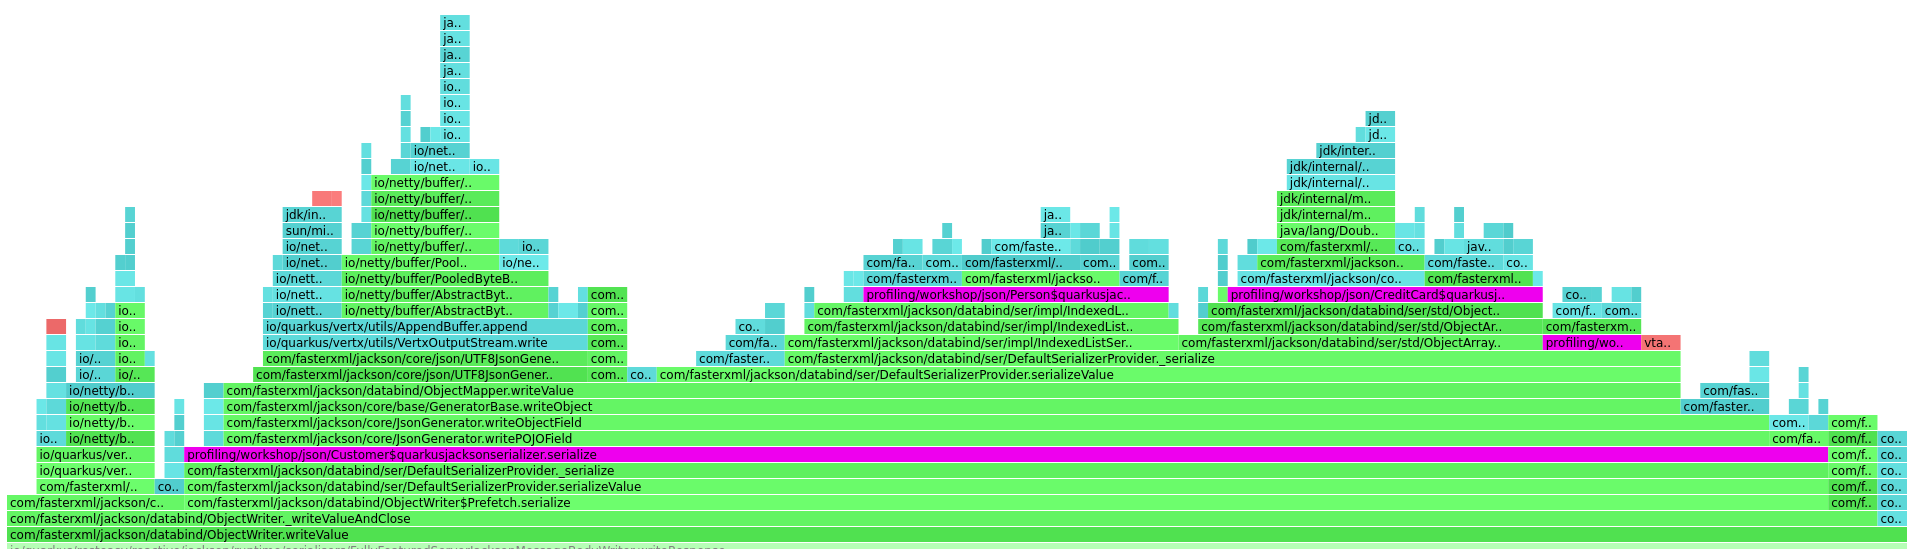 ja..
ja..
ja..
ja..
io..
io..
io.. jd..
io.. jd..
io/net.. jdk/inter..
io/net.. io.. jdk/internal/..
io/netty/buffer/.. jdk/internal/..
io/netty/buffer/.. jdk/internal/m..
jdk/in.. io/netty/buffer/.. ja.. jdk/internal/m..
sun/mi.. io/netty/buffer/.. ja.. java/lang/Doub..
io/net.. io/netty/buffer/.. io.. com/faste.. com/fasterxml/.. co.. jav..
io/net.. io/netty/buffer/Pool.. io/ne.. com/fa.. com.. com/fasterxml/.. com.. com.. com/fasterxml/jackson.. com/faste.. co..
io/nett.. io/netty/buffer/PooledByteB.. com/fasterxm.. com/fasterxml/jackso.. com/f.. com/fasterxml/jackson/co.. com/fasterxml..
io/nett.. io/netty/buffer/AbstractByt.. com.. profiling/workshop/json/Person$quarkusjac.. profiling/workshop/json/CreditCard$quarkusj.. co..
io.. io/nett.. io/netty/buffer/AbstractByt.. com.. com/fasterxml/jackson/databind/ser/impl/IndexedL.. com/fasterxml/jackson/databind/ser/std/Object.. com/f.. com..
io.. io/quarkus/vertx/utils/AppendBuffer.append com.. co.. com/fasterxml/jackson/databind/ser/impl/IndexedList.. com/fasterxml/jackson/databind/ser/std/ObjectAr.. com/fasterxm..
io.. io/quarkus/vertx/utils/VertxOutputStream.write com.. com/fa.. com/fasterxml/jackson/databind/ser/impl/IndexedListSer.. com/fasterxml/jackson/databind/ser/std/ObjectArray.. profiling/wo.. vta..
io/.. io.. com/fasterxml/jackson/core/json/UTF8JsonGene.. com.. com/faster.. com/fasterxml/jackson/databind/ser/DefaultSerializerProvider._serialize
io/.. io/.. com/fasterxml/jackson/core/json/UTF8JsonGener.. com.. co.. com/fasterxml/jackson/databind/ser/DefaultSerializerProvider.serializeValue
io/netty/b.. com/fasterxml/jackson/databind/ObjectMapper.writeValue com/fas..
io/netty/b.. com/fasterxml/jackson/core/base/GeneratorBase.writeObject com/faster..
io/netty/b.. com/fasterxml/jackson/core/JsonGenerator.writeObjectField com.. com/f..
io.. io/netty/b.. com/fasterxml/jackson/core/JsonGenerator.writePOJOField com/fa.. com/f.. co..
io/quarkus/ver.. profiling/workshop/json/Customer$quarkusjacksonserializer.serialize com/f.. co..
io/quarkus/ver.. com/fasterxml/jackson/databind/ser/DefaultSerializerProvider._serialize com/f.. co..
com/fasterxml/.. co.. com/fasterxml/jackson/databind/ser/DefaultSerializerProvider.serializeValue com/f.. co..
com/fasterxml/jackson/c.. com/fasterxml/jackson/databind/ObjectWriter$Prefetch.serialize com/f.. co..
com/fasterxml/jackson/databind/ObjectWriter._writeValueAndClose co..
com/fasterxml/jackson/databind/ObjectWriter.writeValue